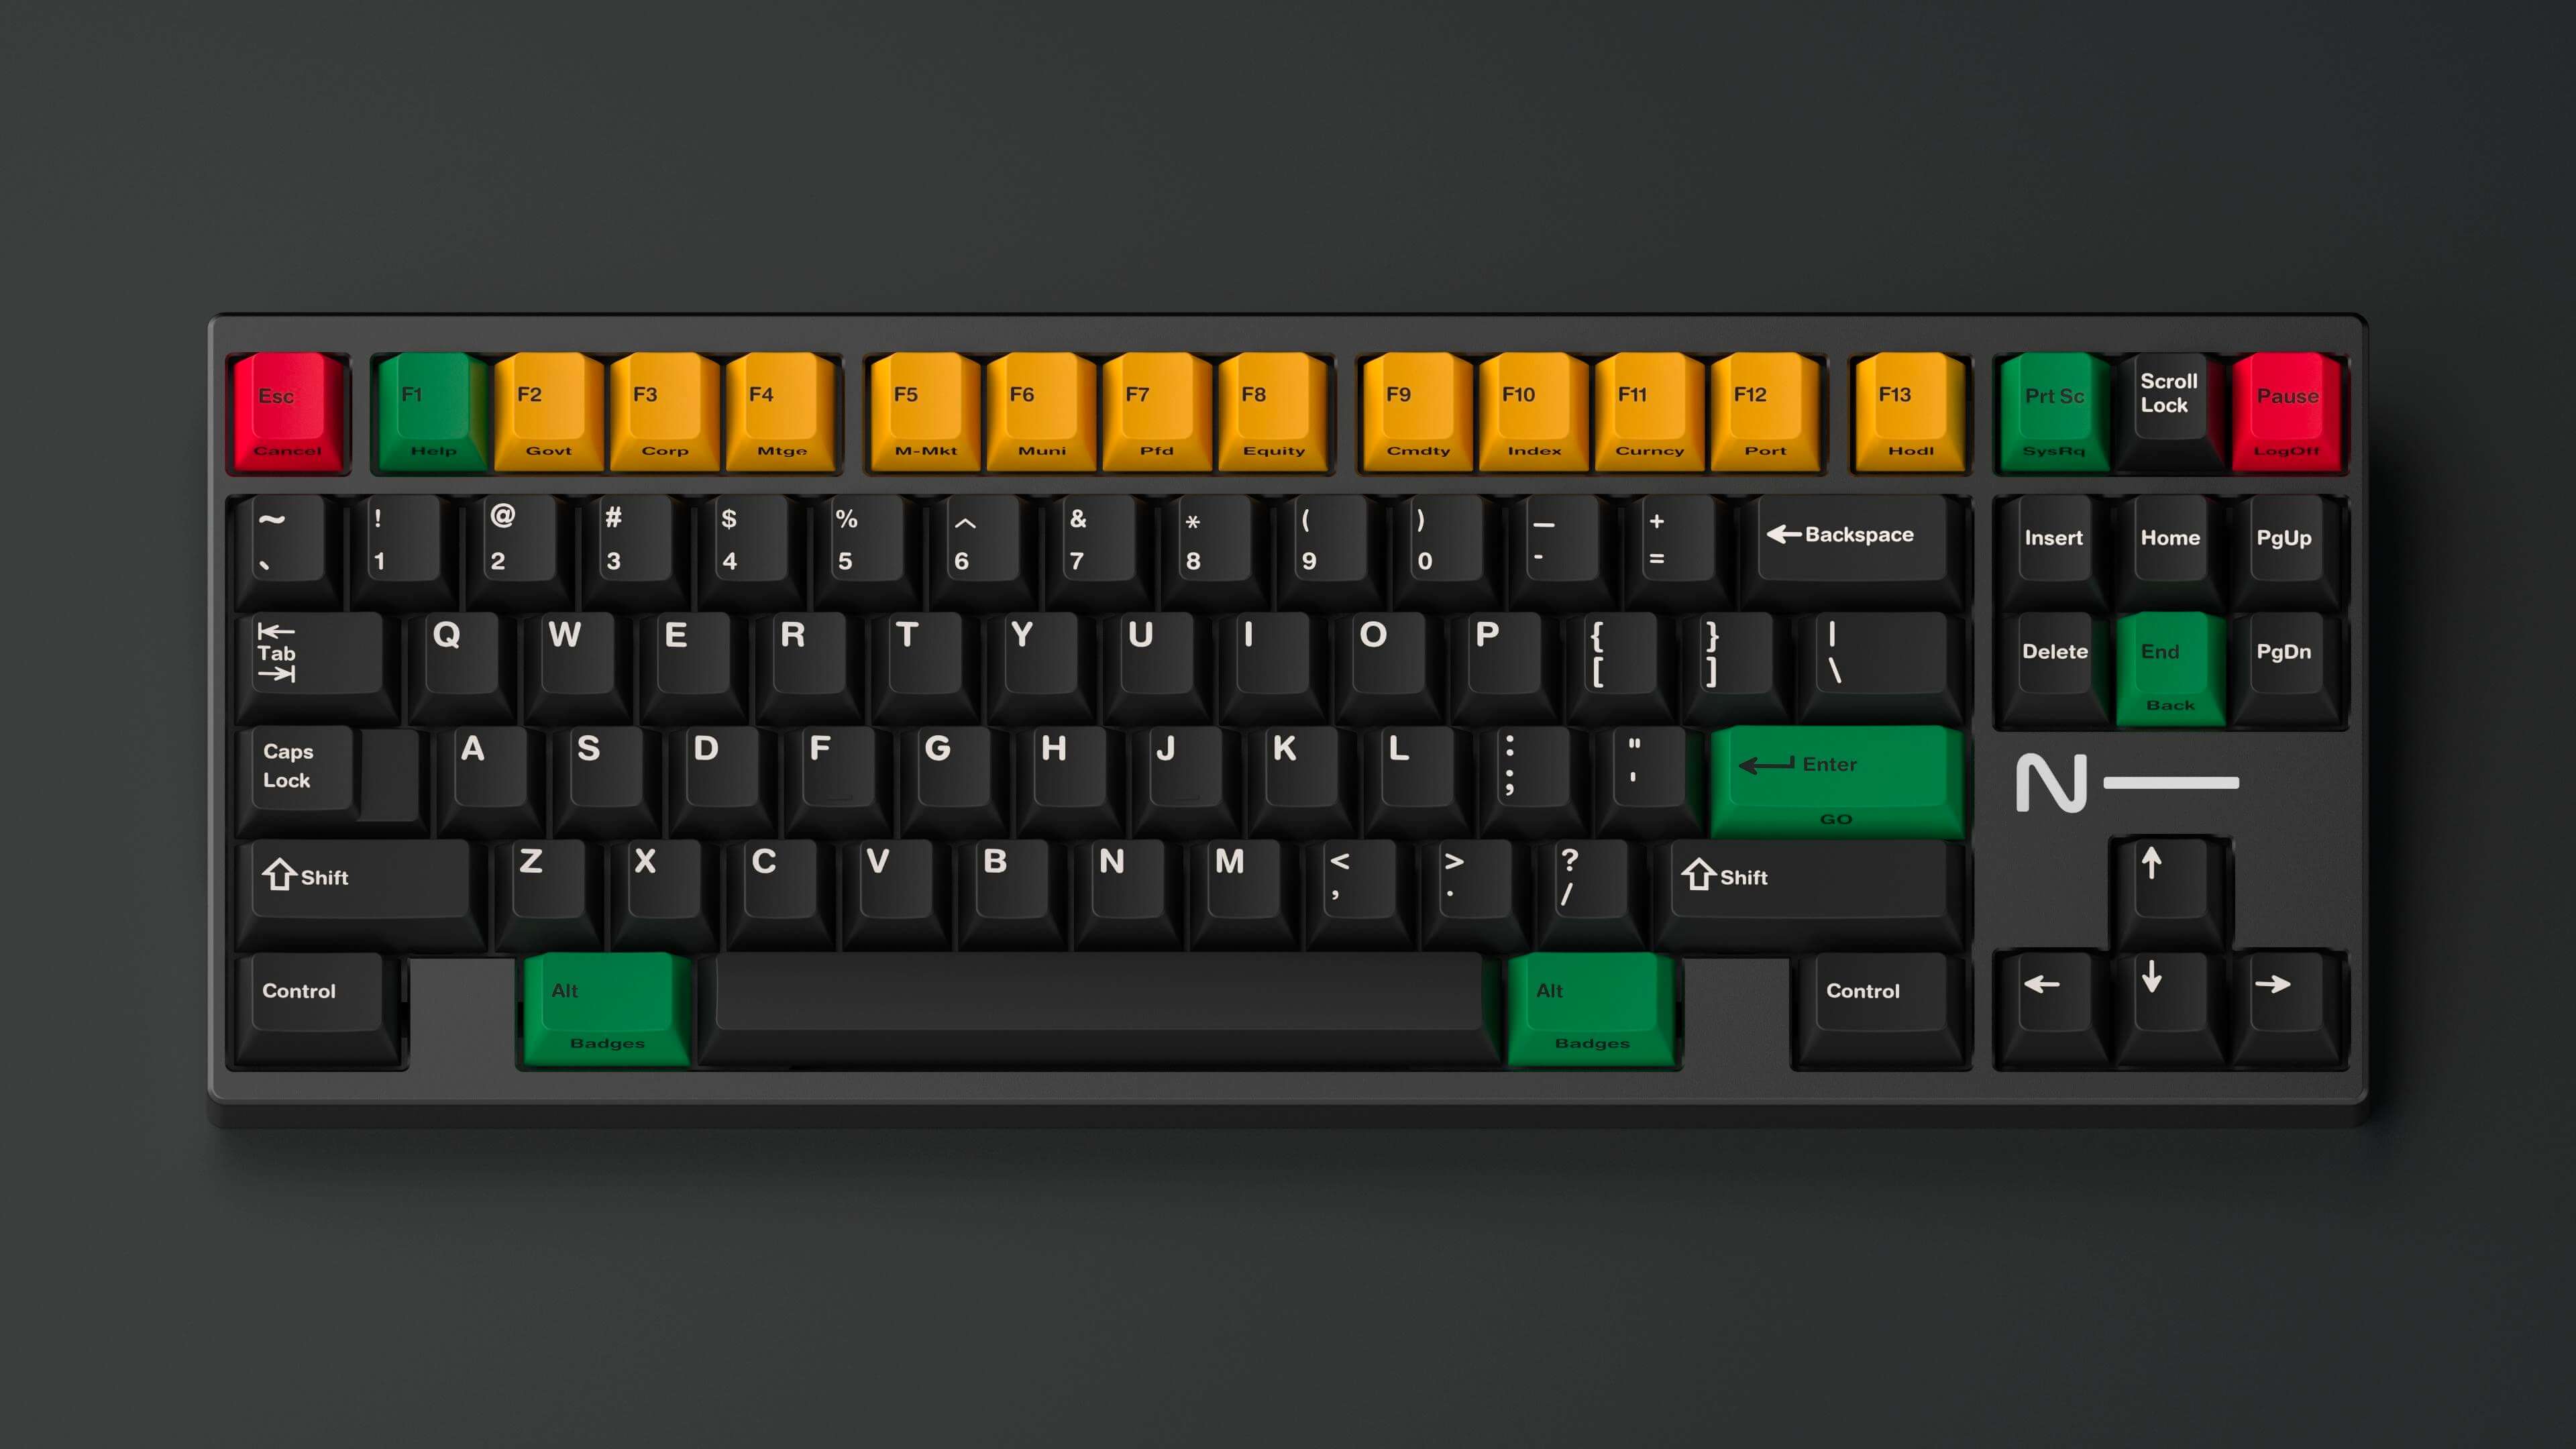 Esc
Cancel
F1
Help
F2
Govt
F3
Corp
F4
Mtge
F5
M-Mkt
F6
Muni
F7
Pfd
F8
Equity
F9
Cmdty
F10
Index
F11
Curncy
F12
Port
F13
Hodl
Prt Sc
SysRq
Scroll
Lock
Pause
LogOff
~
`
!
1
@
2
#
3
$
4
%
5
^
6
&
7
*
8
(
9
)
0
—
-
+
=
←Backspace
Insert
Home
PgUp
Tab
Q
W
E
R
T
Y
U
I
O
P
{
[
}
]
|
\
Delete
End
Back
PgDn
Caps
Lock
A
S
D
F
G
H
J
K
L
:
;
"
'
Enter
GO
N—
⇧Shift
Z
X
C
V
B
N
M
<
,
>
.
?
/
⇧Shift
↑
Control
Alt
Badges
Alt
Badges
Control
←
↓
→